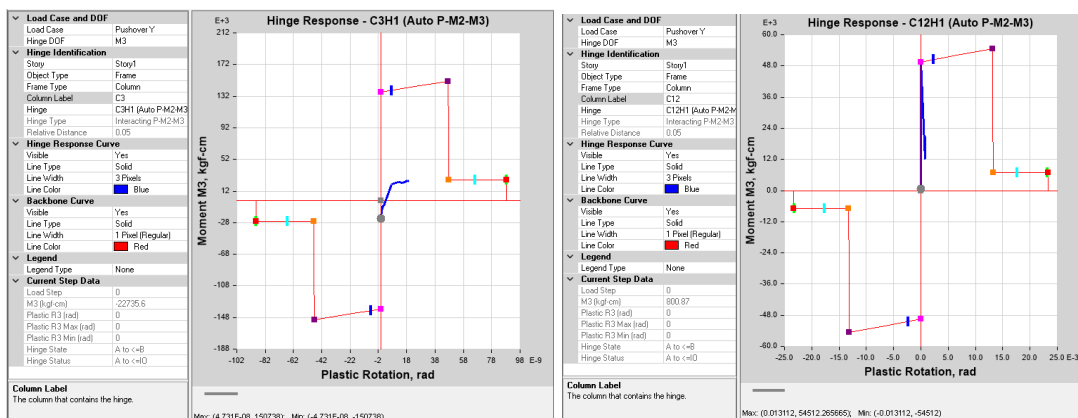 Load Case and DOF
Load Case Pushover Y
Hinge DOF M3
Hinge Identification
Story Story1
Object Type Frame
Frame Type Column
Column Label C3
Hinge C3H1 (Auto P-M2-M3
Hinge Type Interacting P-M2-M3
Relative Distance 0.05
Hinge Response Curve
Visible Yes
Line Type Solid
Line Width 3 Pixels
Line Color Blue
Backbone Curve
Visible Yes
Line Type Solid
Line Width 1 Pixel (Regular)
Line Color Red
Legend
Legend Type None
Current Step Data
Load Step 0
M3 (kgf-cm) -22735.6
Plastic R3 (rad) 0
Plastic R3 Max (rad) 0
Plastic R3 Min (rad) 0
Hinge State A to <=B
Hinge Status A to <=IO
Column Label
The column that contains the hinge.
Hinge Response - C3H1 (Auto P-M2-M3)
E+3
212
172
132
92
52
12
-28
-68
-108
-148
-188
Moment M3, kgf-cm
-102 -82 -62 -42 -22 -2 18 38 58 78 98 E-9
Plastic Rotation, rad
Max: (4.731E-08, 150738); Min: (-4.731E-08, -150738)
Load Case and DOF
Load Case Pushover Y
Hinge DOF M3
Hinge Identification
Story Story1
Object Type Frame
Frame Type Column
Column Label C12
Hinge C12H1 (Auto P-M2-M
Hinge Type Interacting P-M2-M3
Relative Distance 0.05
Hinge Response Curve
Visible Yes
Line Type Solid
Line Width 3 Pixels
Line Color Blue
Backbone Curve
Visible Yes
Line Type Solid
Line Width 1 Pixel (Regular)
Line Color Red
Legend
Legend Type None
Current Step Data
Load Step 0
M3 (kgf-cm) 800.87
Plastic R3 (rad) 0
Plastic R3 Max (rad) 0
Plastic R3 Min (rad) 0
Hinge State A to <=B
Hinge Status A to <=IO
Column Label
The column that contains the hinge.
Hinge Response - C12H1 (Auto P-M2-M3)
E+3
60.0
48.0
36.0
24.0
12.0
0.0
-12.0
-24.0
-36.0
-48.0
-60.0
Moment M3, kgf-cm
-25.0 -20.0 -15.0 -10.0 -5.0 0.0 5.0 10.0 15.0 20.0 25.0 E-3
Plastic Rotation, rad
Max: (0.013112, 54512.265665); Min: (-0.013112, -54512)